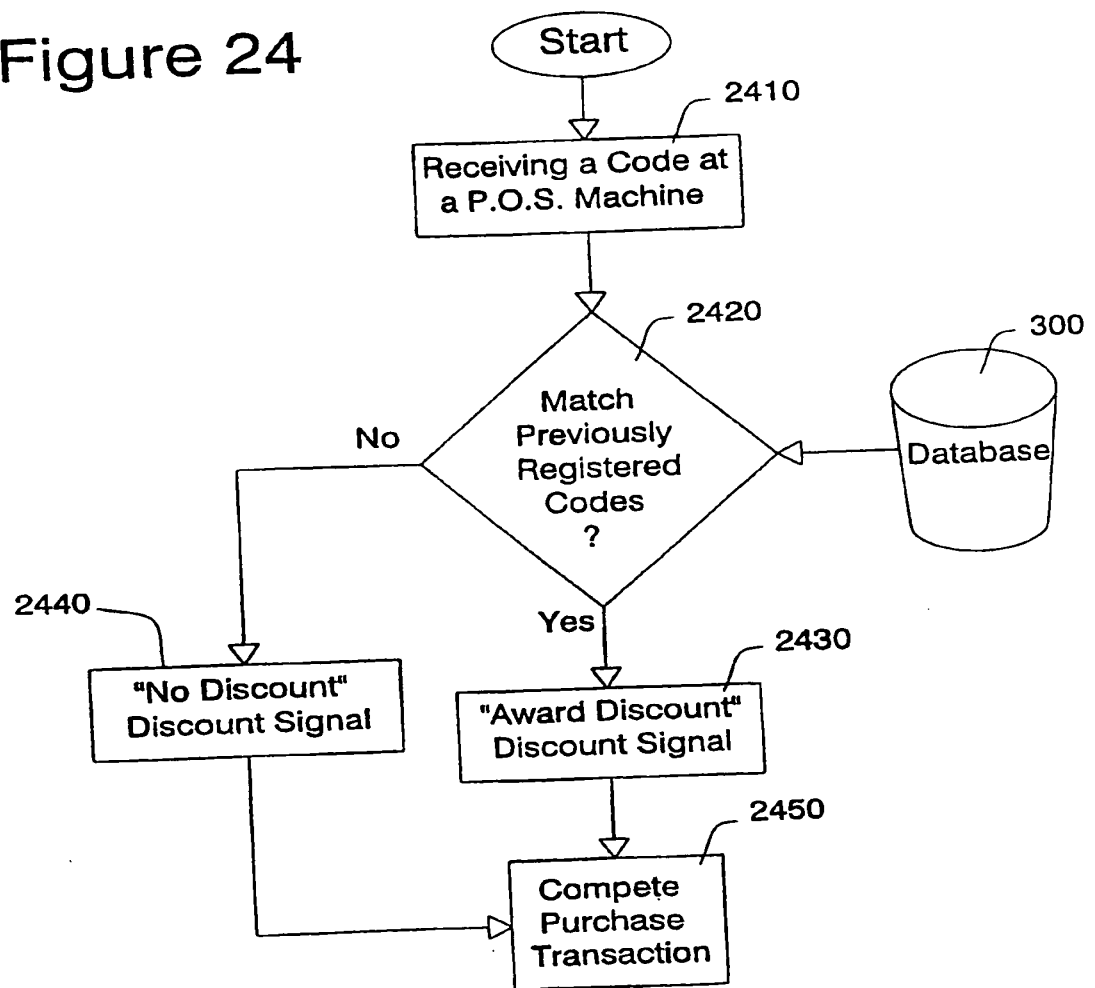 Figure 24
Start
2410
Receiving a Code at
a P.O.S. Machine
2420
300
Match
Previously
Registered
Codes
?
Database
No
Yes
2440
2430
"No Discount"
Discount Signal
"Award Discount"
Discount Signal
2450
Compete
Purchase
Transaction